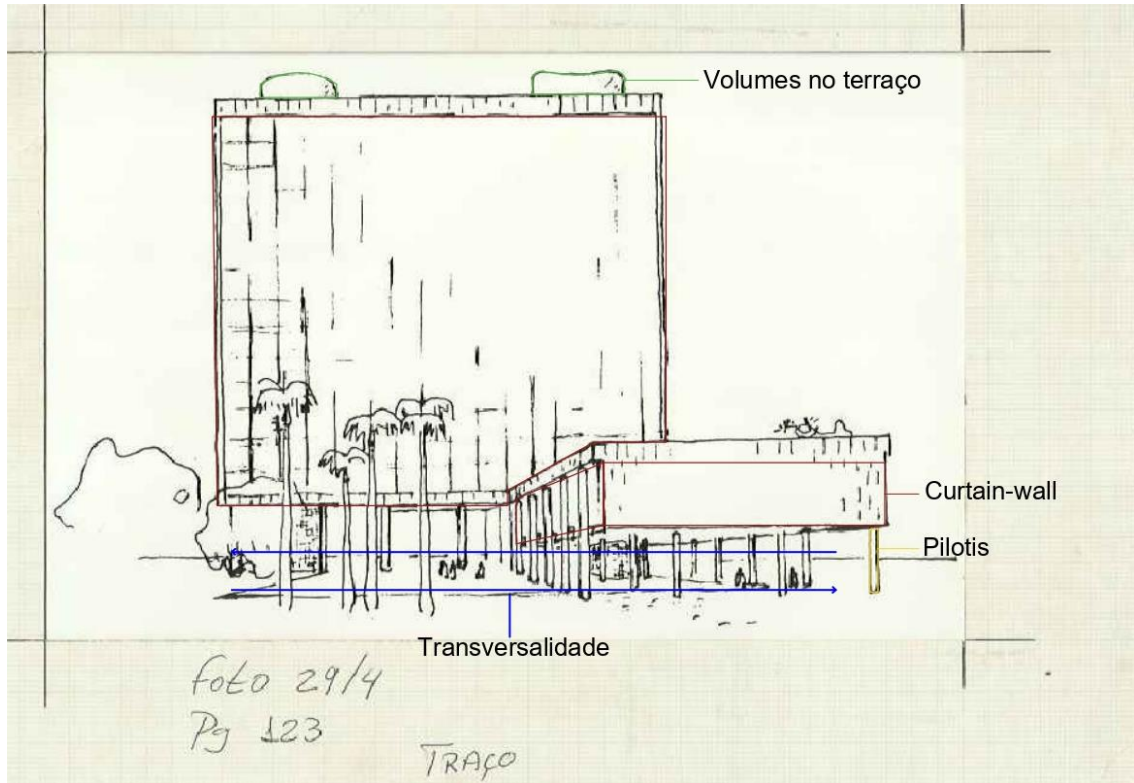 Volumes no terraço
Curtain-wall
Pilotis
Transversalidade
foto 29/4
Pg 123
TRAÇO